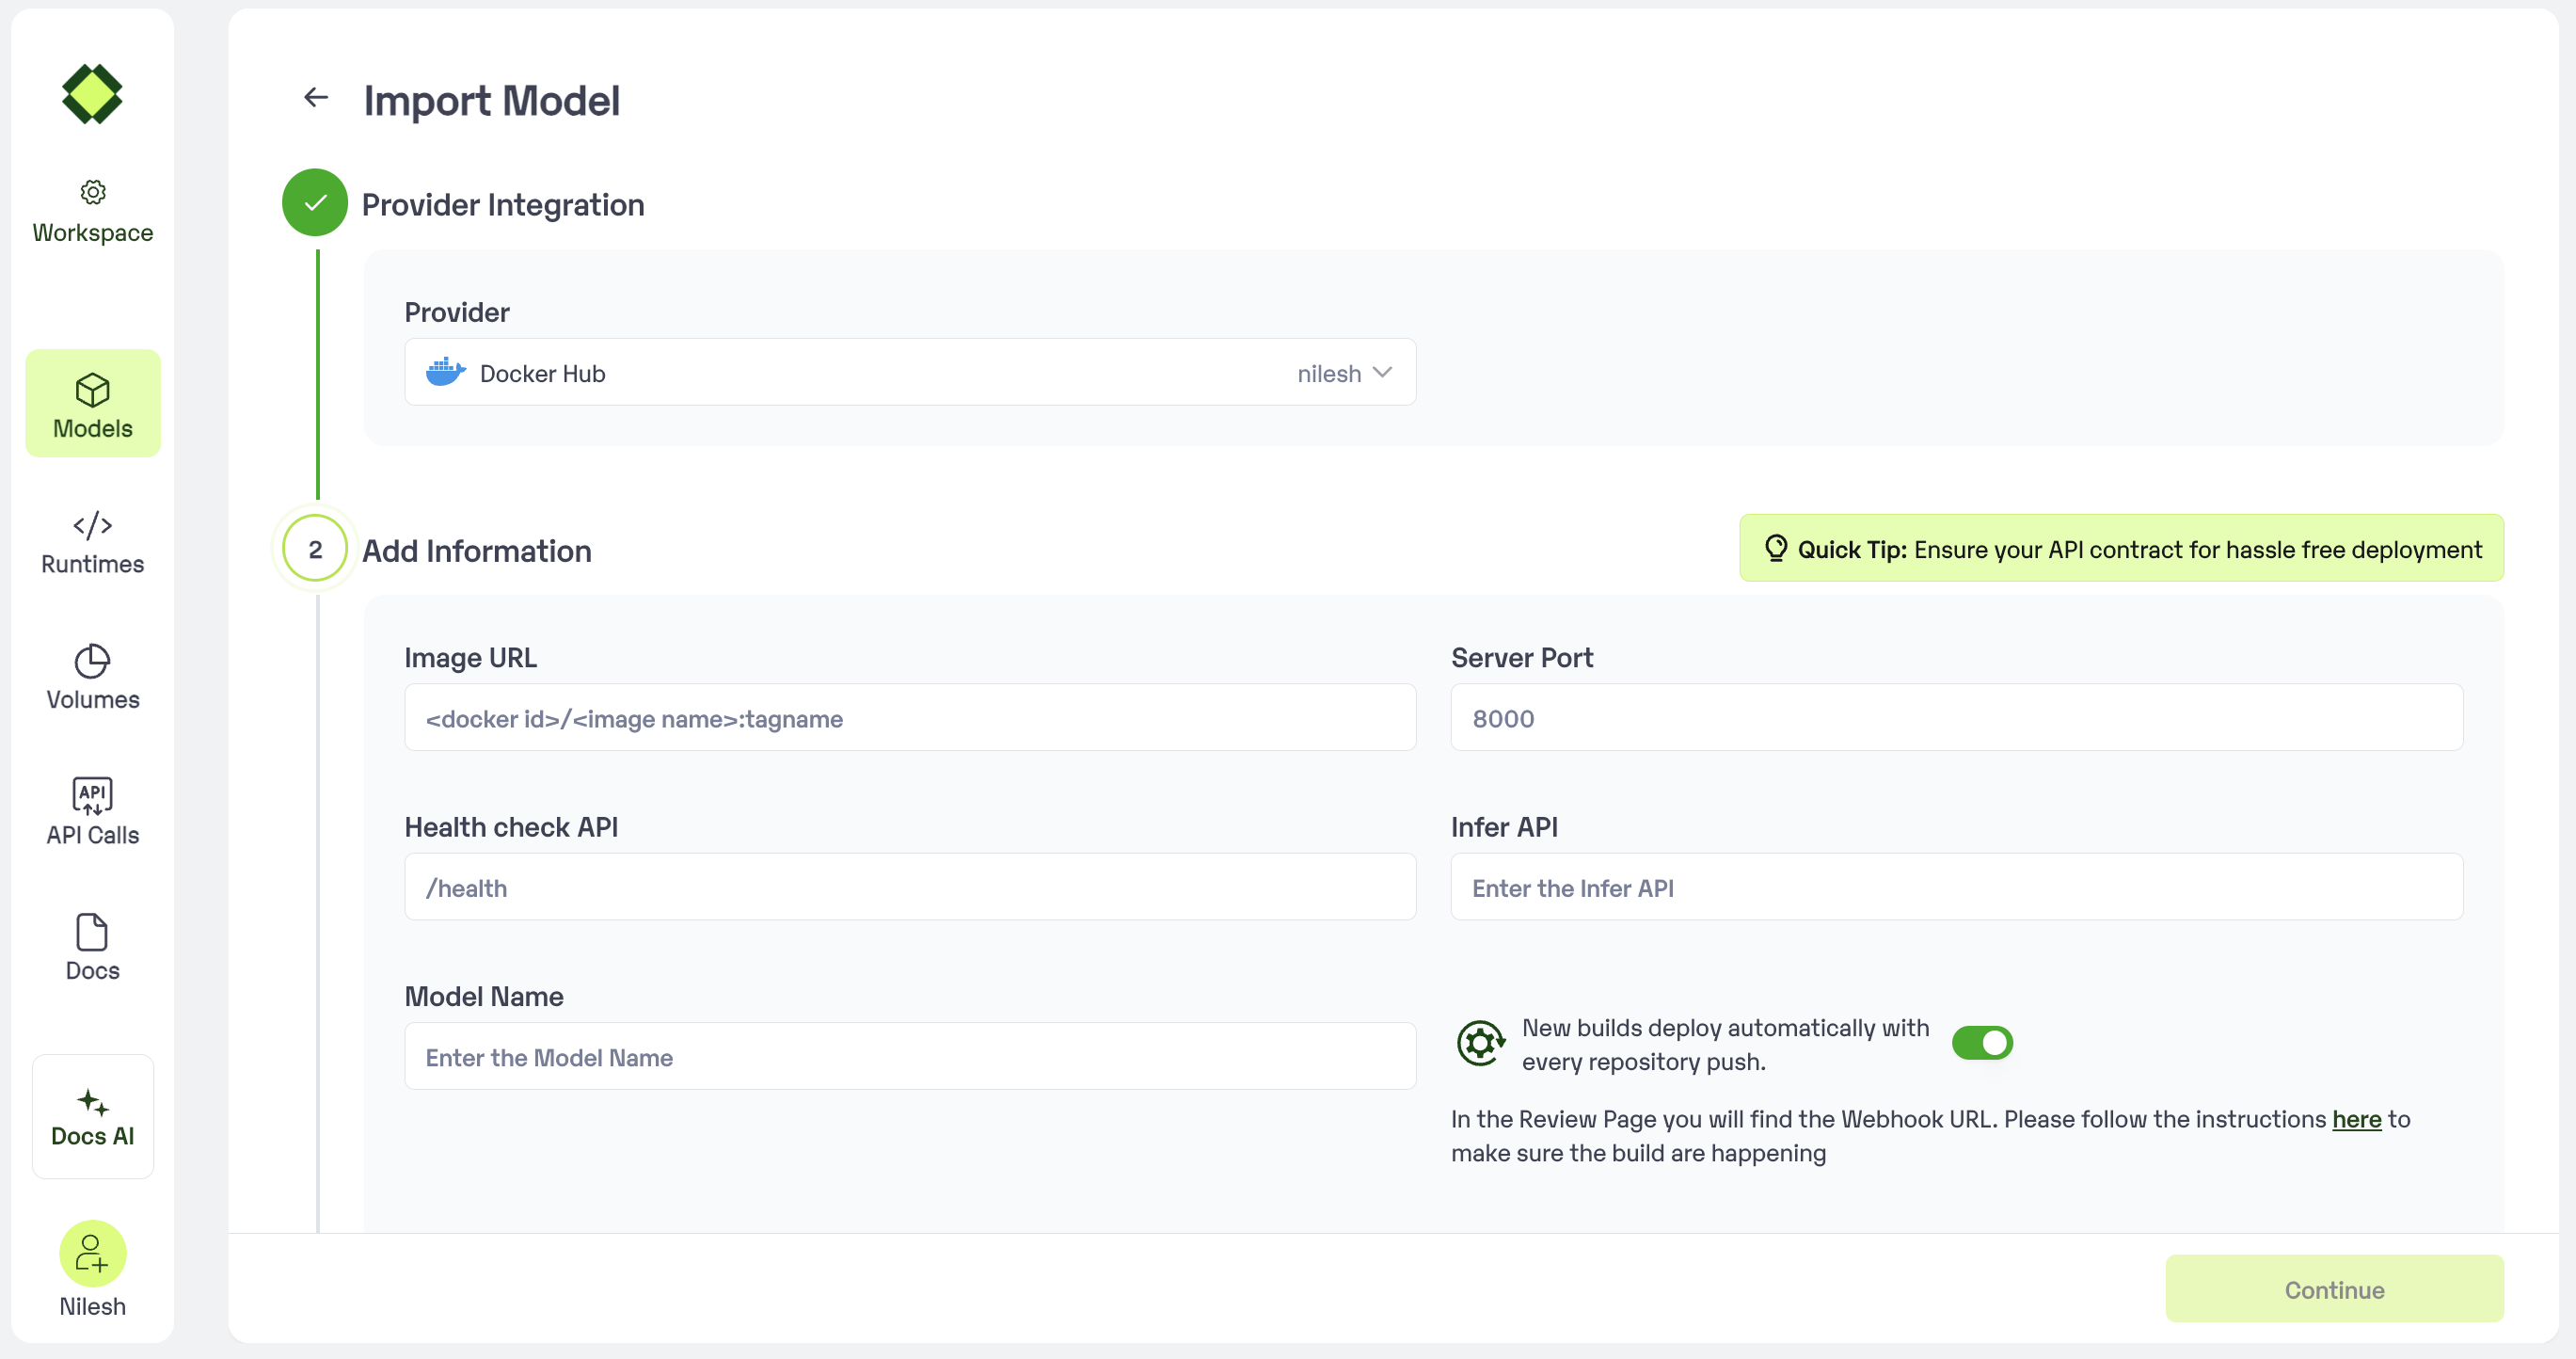 Workspace
Models
Runtimes
Volumes
API
API Calls
Docs
Docs AI
Nilesh
Import Model
Provider Integration
Provider
Docker Hub
nilesh
2
Add Information
Quick Tip: Ensure your API contract for hassle free deployment
Image URL
<docker id>/<image name>:tagname
Server Port
8000
Health check API
/health
Infer API
Enter the Infer API
Model Name
Enter the Model Name
New builds deploy automatically with
every repository push.
In the Review Page you will find the Webhook URL. Please follow the instructions here to
make sure the build are happening
Continue